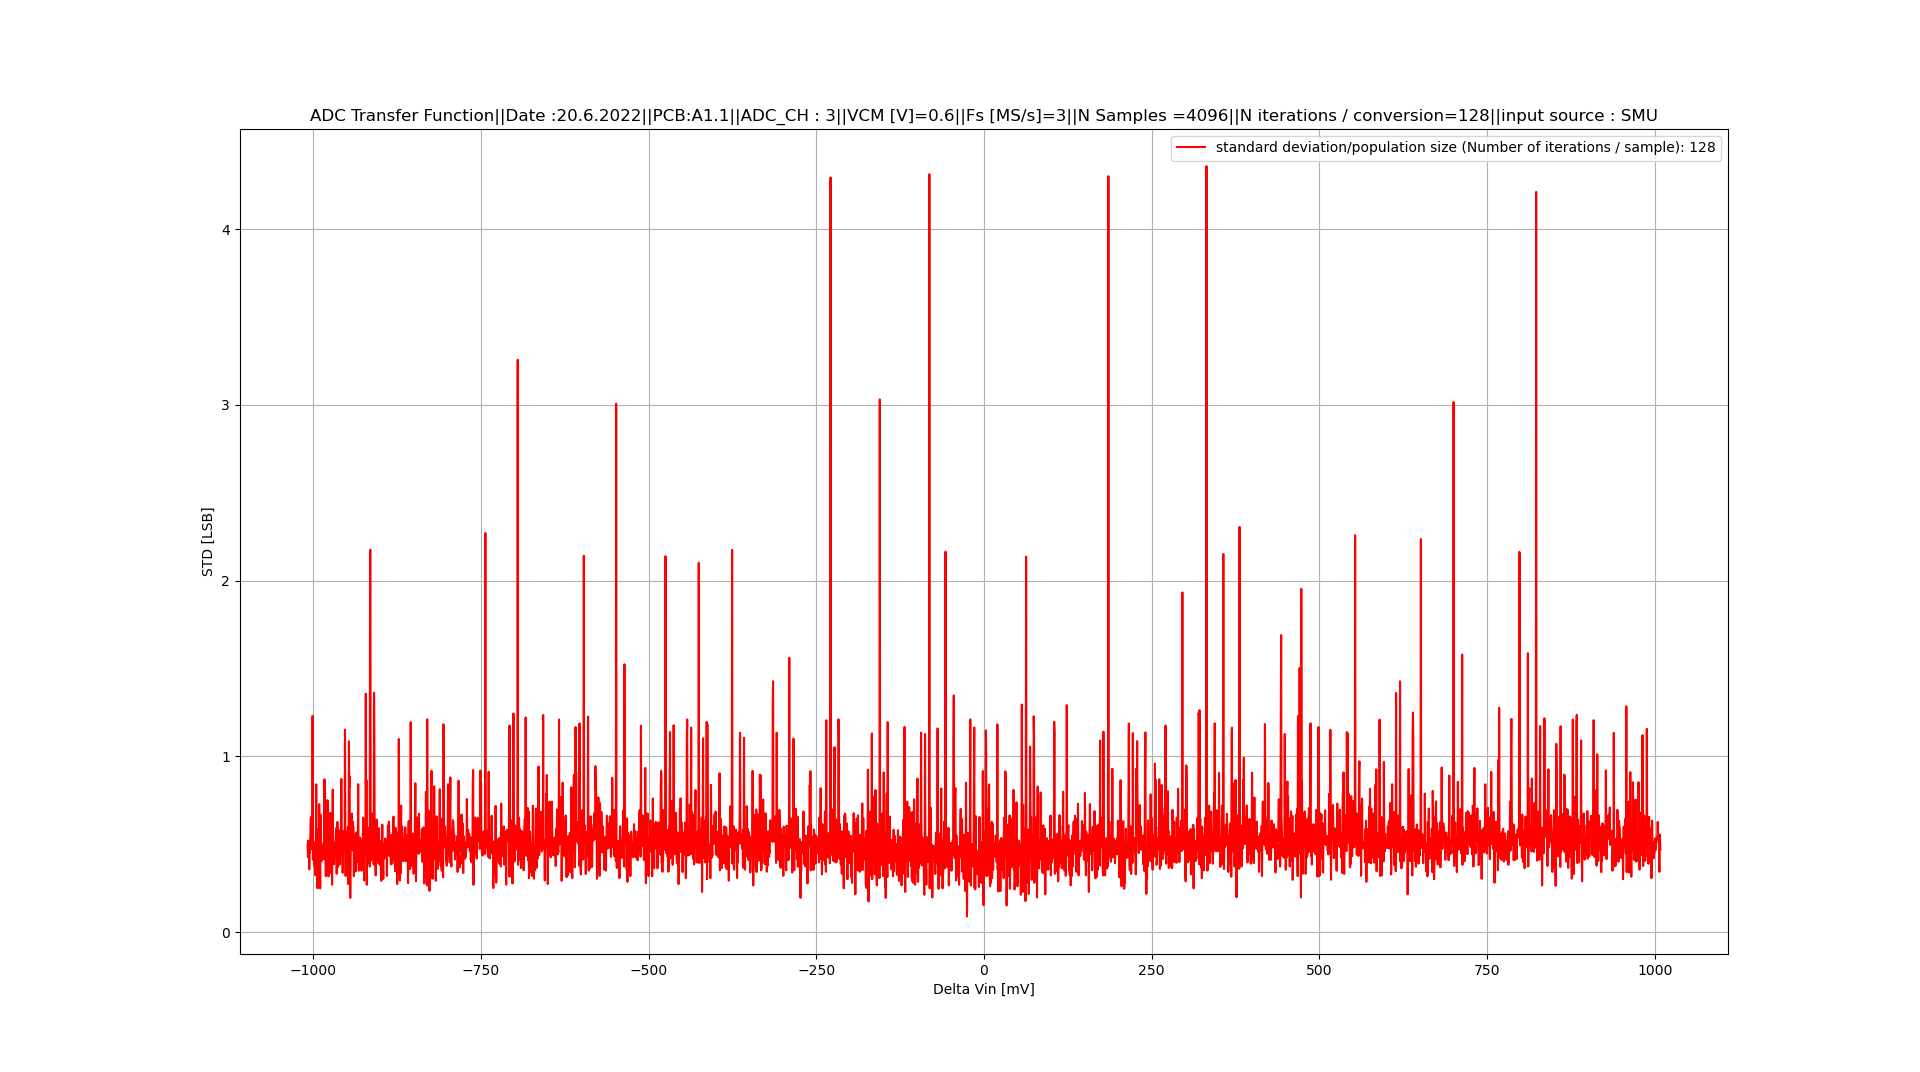 ADC Transfer Function||Date :20.6.2022||PCB:A1.1||ADC_CH : 3||VCM [V]=0.6||Fs [MS/s]=3||N Samples =4096||N iterations / conversion=128||input source : SMU
standard deviation/population size (Number of iterations / sample): 128
4
3
2
1
0
STD [LSB]
−1000 −750 −500 −250 0 250 500 750 1000
Delta Vin [mV]